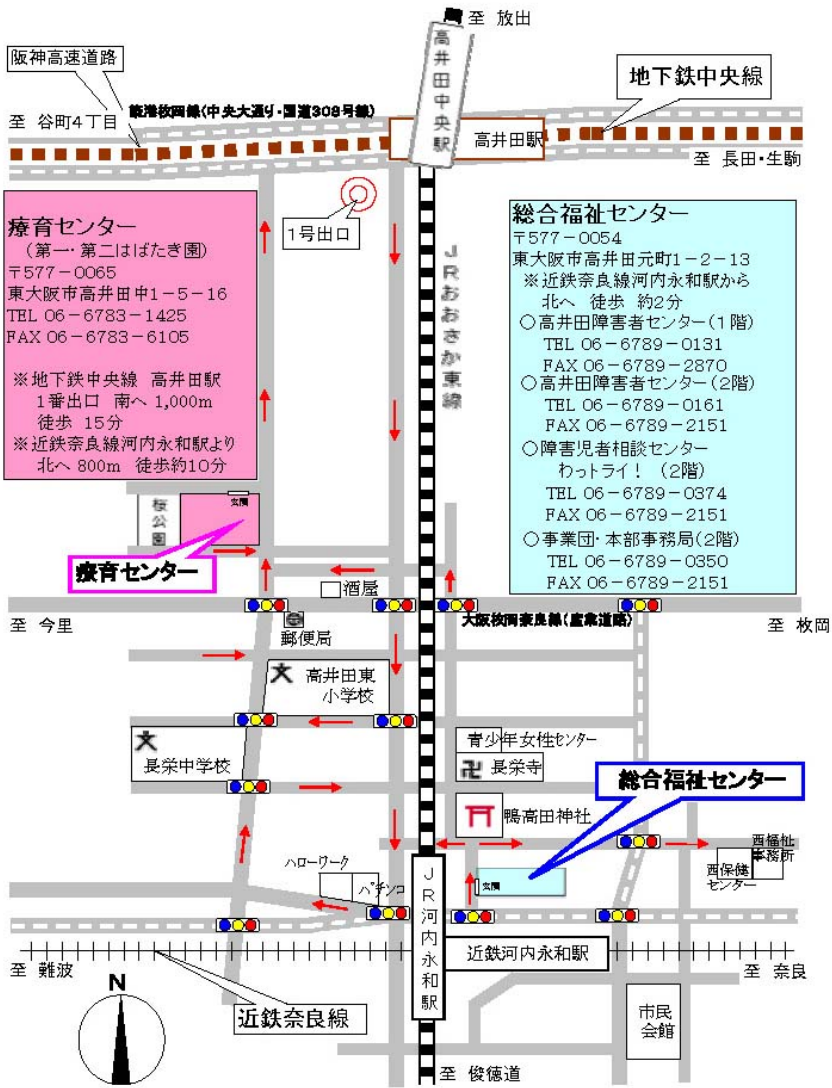 至 放出
阪神高速道路
高井田中央駅
地下鉄中央線
至 谷町4丁目
築港枚岡線(中央大通り・国道308号線)
高井田駅
至 長田・生駒
1号出口
療育センター
(第一・第二はばたき園)
〒577-0065
東大阪市高井田中1-5-16
TEL 06-6783-1425
FAX 06-6783-6105
※地下鉄中央線 高井田駅
1番出口 南へ 1,000m
徒歩 15分
※近鉄奈良線河内永和駅より
北へ 800m 徒歩約10分
JRおおさか東線
総合福祉センター
〒577-0054
東大阪市高井田元町1-2-13
※近鉄奈良線河内永和駅から
北へ 徒歩 約2分
○高井田障害者センター(1階)
TEL 06-6789-0131
FAX 06-6789-2870
○高井田障害者センター(2階)
TEL 06-6789-0161
FAX 06-6789-2151
○障害児者相談センター
わっトライ! (2階)
TEL 06-6789-0374
FAX 06-6789-2151
○事業団・本部事務局(2階)
TEL 06-6789-0350
FAX 06-6789-2151
桜公園
玄関
療育センター
酒屋
至 今里
大阪枚岡奈良線(産業道路)
至 枚岡
郵便局
文
高井田東
小学校
文
長栄中学校
青少年女性センター
卍 長栄寺
総合福祉センター
鴨高田神社
西福祉
事務所
西保健
センター
ハローワーク
パチンコ
玄関
JR河内永和駅
近鉄河内永和駅
至 難波
至 奈良
N
近鉄奈良線
市民
会館
至 俊徳道